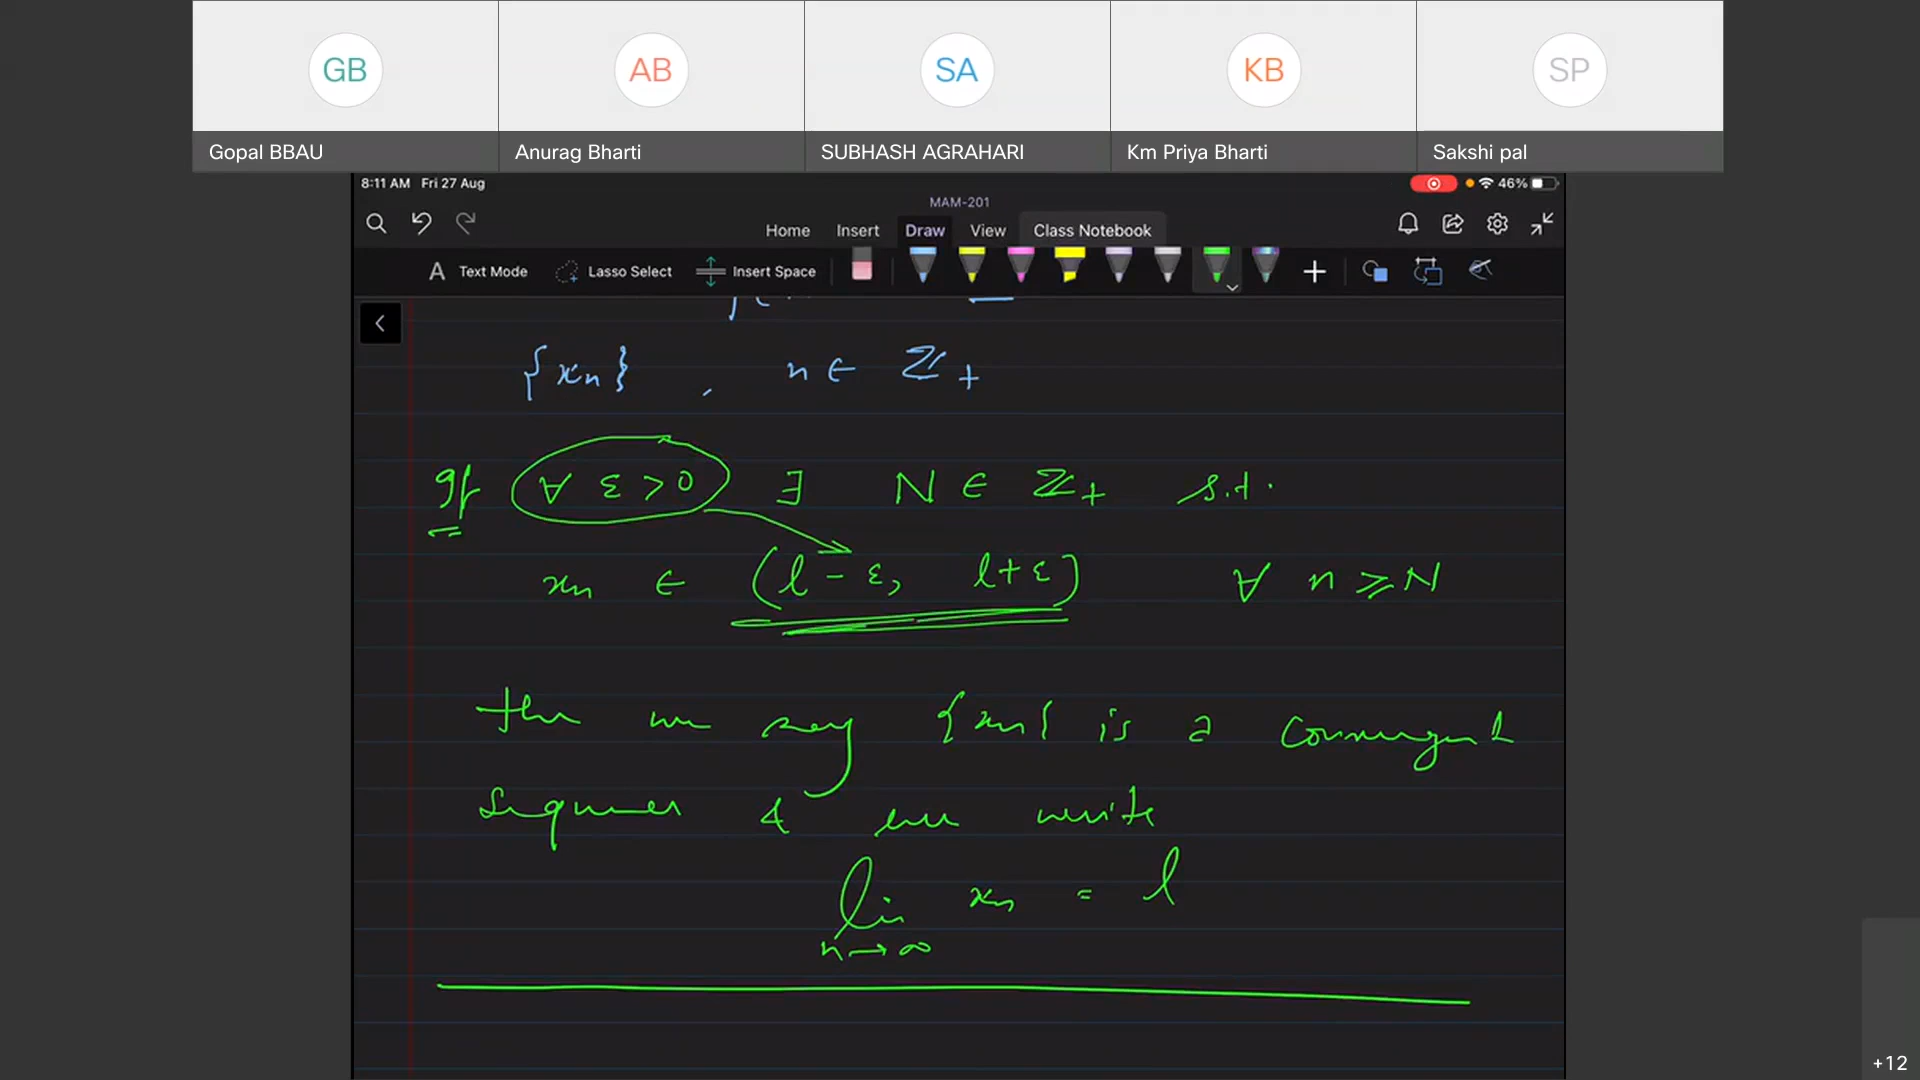 GB AB SA KB SP
Gopal BBAU Anurag Bharti SUBHASH AGRAHARI Km Priya Bharti Sakshi pal
8:11 AM Fri 27 Aug 46%
MAM-201
Home Insert Draw View Class Notebook
A Text Mode Lasso Select Insert Space
{xn} , n ∈ ℤ+
If ∀ ε > 0 ∃ N ∈ ℤ+ s.t.
xn ∈ (l - ε, l + ε) ∀ n ≥ N
then we say {xn} is a convergent
sequence & we write
lim xn = l
n → ∞
+12